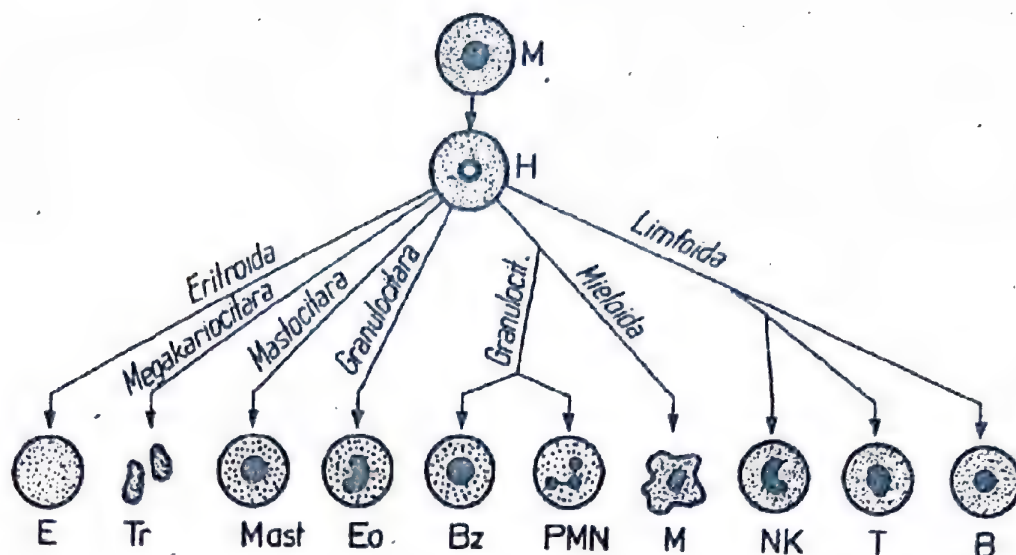 M
H
Eritroida
Megakariocitara
Mastocitara
Granulocitara
Granulocit.
Mieloida
Limfoida
E Tr Mast Eo Bz PMN M NK T B